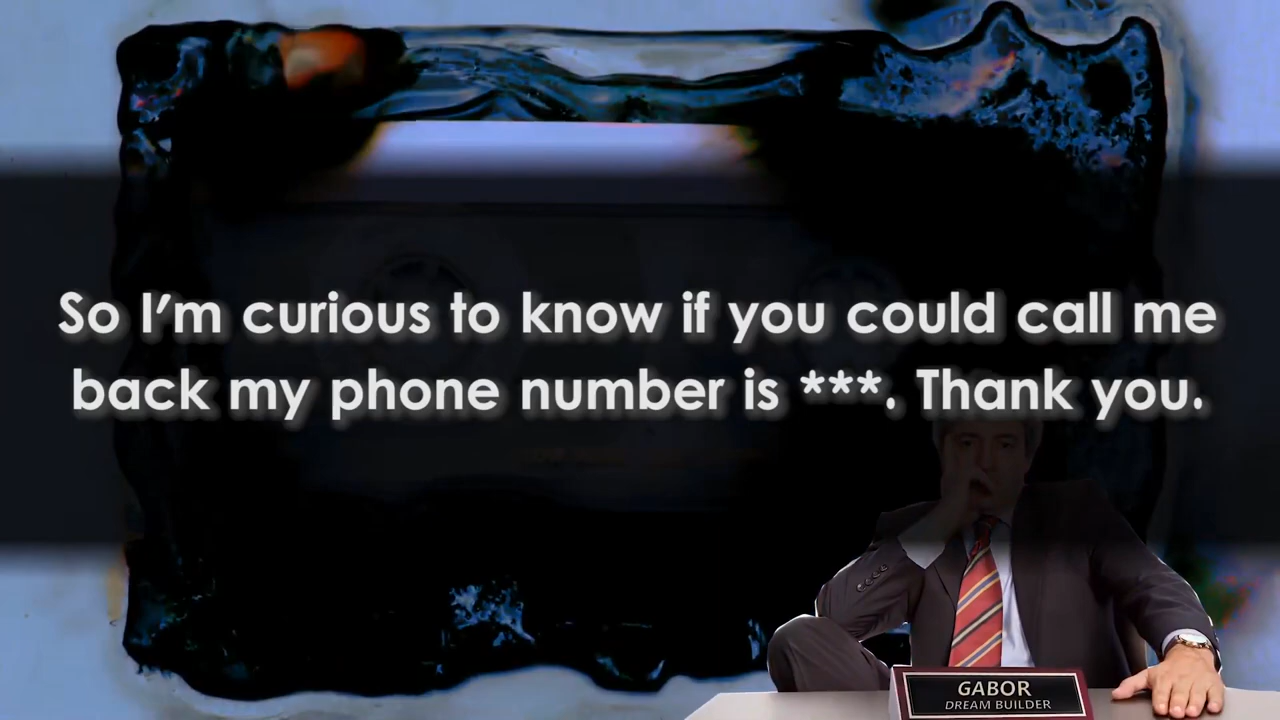 So I’m curious to know if you could call me
back my phone number is ***. Thank you.
GABOR
DREAM BUILDER